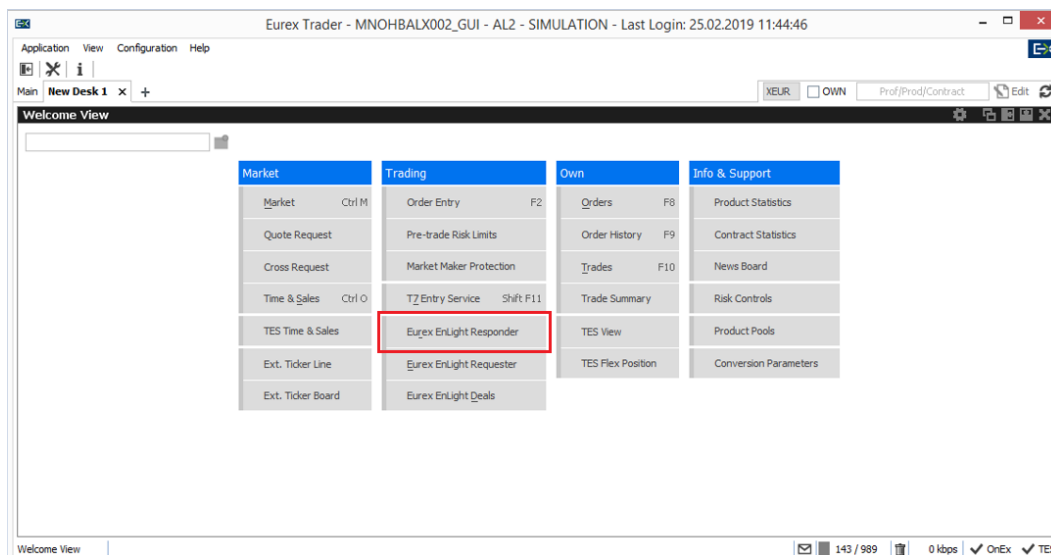 Eurex Trader - MNOHBALX002_GUI - AL2 - SIMULATION - Last Login: 25.02.2019 11:44:46
Application View Configuration Help
Main New Desk 1 × + XEUR OWN Prof/Prod/Contract Edit
Welcome View
Market Trading Own Info & Support
Market Ctrl M Order Entry F2 Orders F8 Product Statistics
Quote Request Pre-trade Risk Limits Order History F9 Contract Statistics
Cross Request Market Maker Protection Trades F10 News Board
Time & Sales Ctrl O T7 Entry Service Shift F11 Trade Summary Risk Controls
TES Time & Sales Eurex EnLight Responder TES View Product Pools
Ext. Ticker Line Eurex EnLight Requester TES Flex Position Conversion Parameters
Ext. Ticker Board Eurex EnLight Deals
Welcome View 143 / 989 0 kbps OnEx